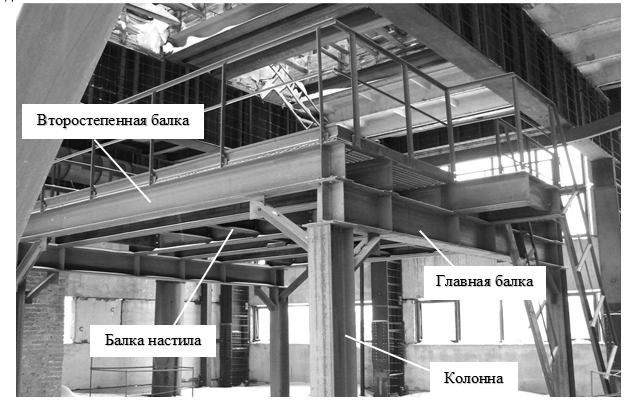 Второстепенная балка
Главная балка
Балка настила
Колонна